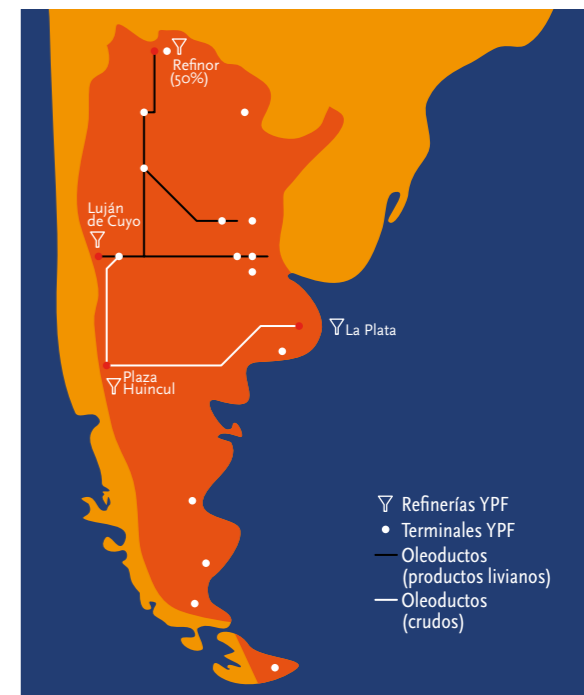 Refinor
(50%)
Luján
de Cuyo
La Plata
Plaza
Huincul
Refinerías YPF
Terminales YPF
Oleoductos
(productos livianos)
Oleoductos
(crudos)